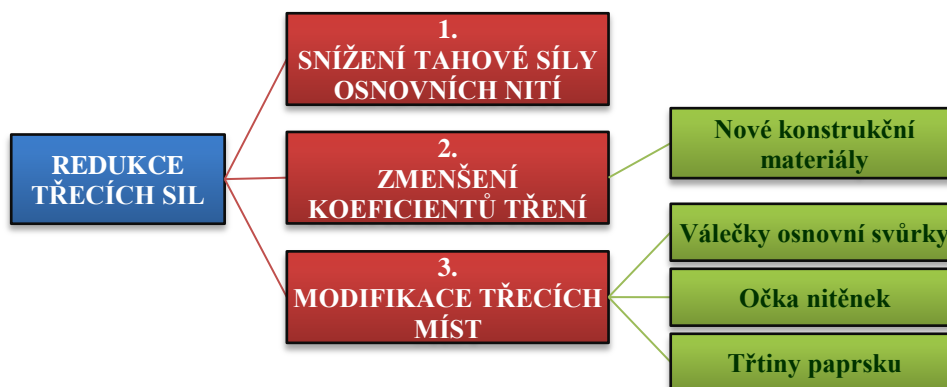 REDUKCE
TŘECÍCH SIL
1.
SNÍŽENÍ TAHOVÉ SÍLY
OSNOVNÍCH NITÍ
2.
ZMENŠENÍ
KOEFICIENTŮ TŘENÍ
3.
MODIFIKACE TŘECÍCH
MÍST
Nové konstrukční
materiály
Válečky osnovní svůrky
Očka nitěnek
Třtiny paprsku